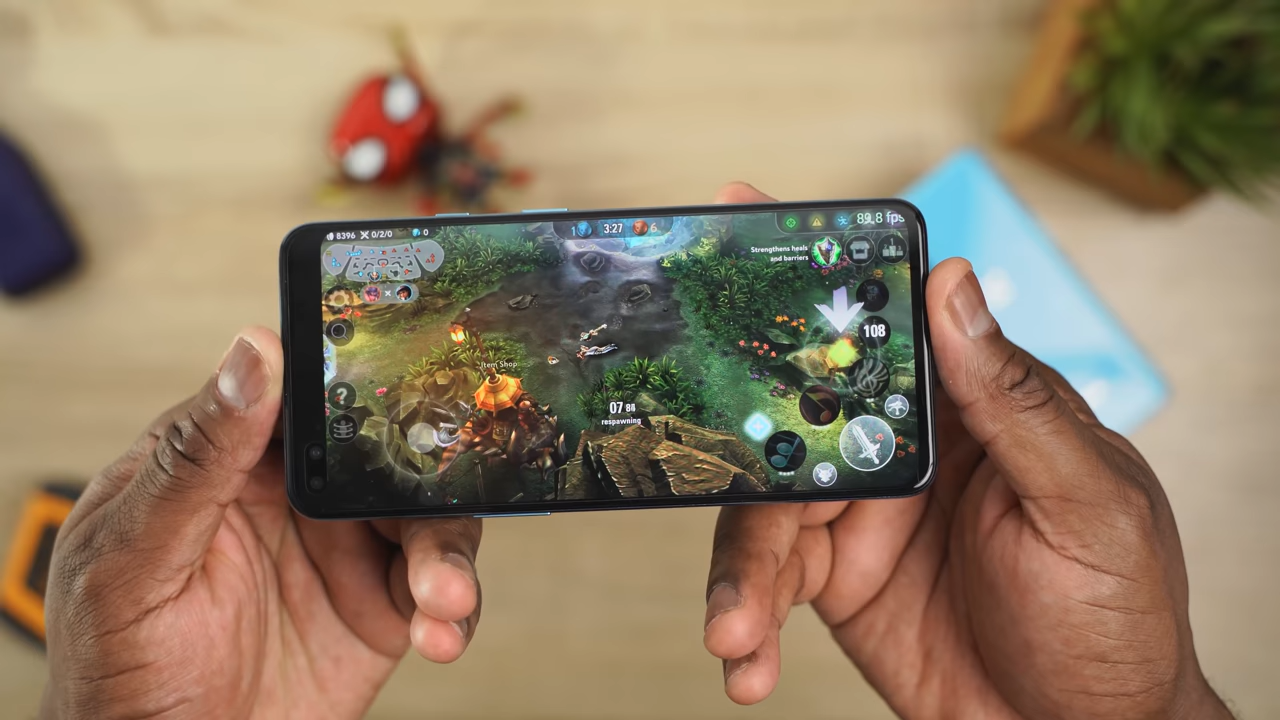 8396 0/2/0 0
1 3:27 6
89.8 fps
Strengthens heals
and barriers
108
Item Shop
07 84
respawning
?